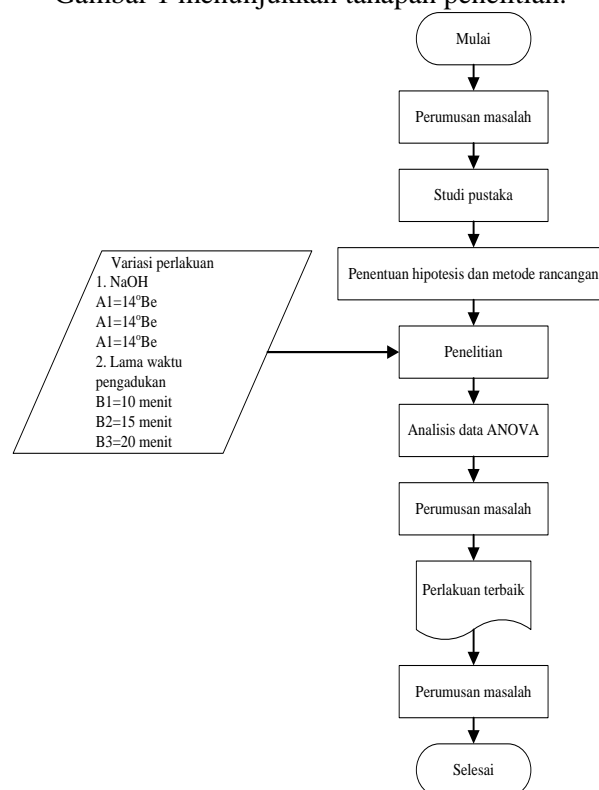 Gambar 1 menunjukkan tahapan penelitian.
Mulai
Perumusan masalah
Studi pustaka
Penentuan hipotesis dan metode rancangan
Variasi perlakuan
1. NaOH
A1=14°Be
A1=14°Be
A1=14°Be
2. Lama waktu
pengadukan
B1=10 menit
B2=15 menit
B3=20 menit
Penelitian
Analisis data ANOVA
Perumusan masalah
Perlakuan terbaik
Perumusan masalah
Selesai